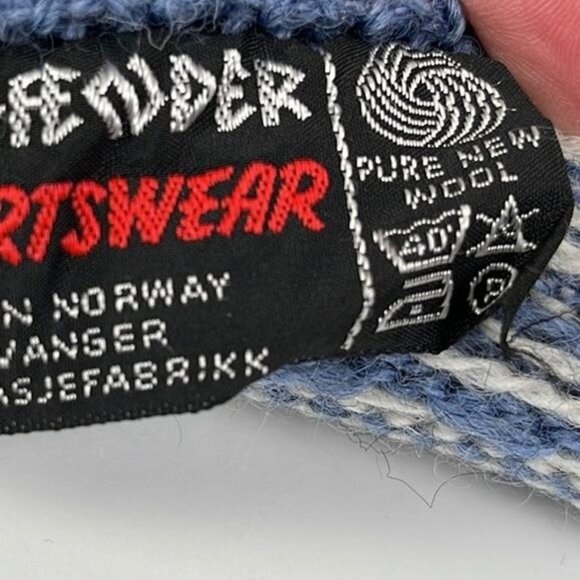 FENDER
RTSWEAR
N NORWAY
VANGER
ASJEFABRIKK
PURE NEW
WOOL
40°
P